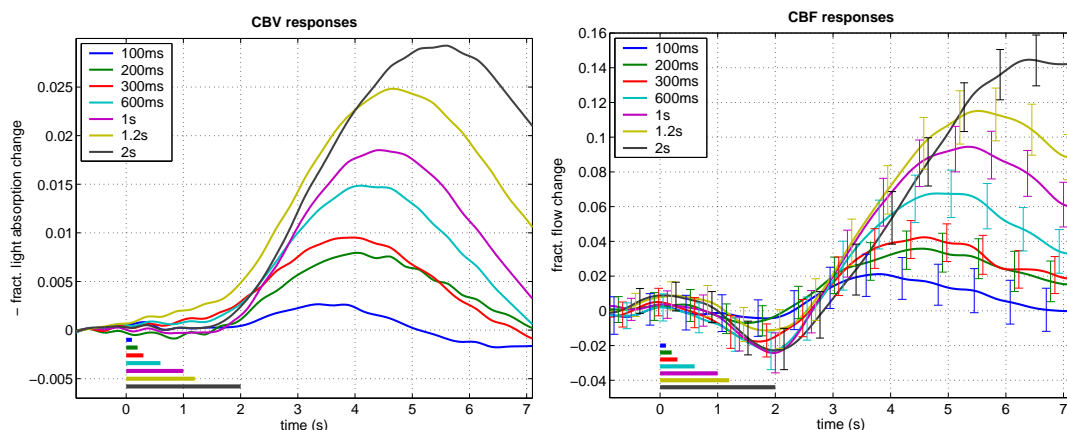 CBV responses
− fract. light absorption change
0.025
0.02
0.015
0.01
0.005
0
−0.005
100ms
200ms
300ms
600ms
1s
1.2s
2s
0 1 2 3 4 5 6 7
time (s)
CBF responses
fract. flow change
0.16
0.14
0.12
0.1
0.08
0.06
0.04
0.02
0
−0.02
−0.04
100ms
200ms
300ms
600ms
1s
1.2s
2s
0 1 2 3 4 5 6 7
time (s)